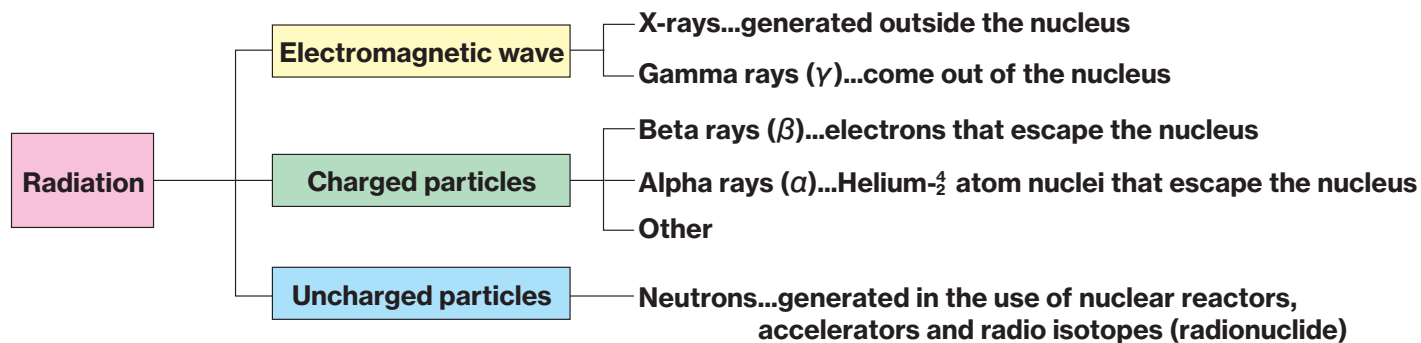 Radiation
Electromagnetic wave
X-rays...generated outside the nucleus
Gamma rays (γ)...come out of the nucleus
Charged particles
Beta rays (β)...electrons that escape the nucleus
Alpha rays (α)...Helium-⁴₂ atom nuclei that escape the nucleus
Other
Uncharged particles
Neutrons...generated in the use of nuclear reactors,
accelerators and radio isotopes (radionuclide)